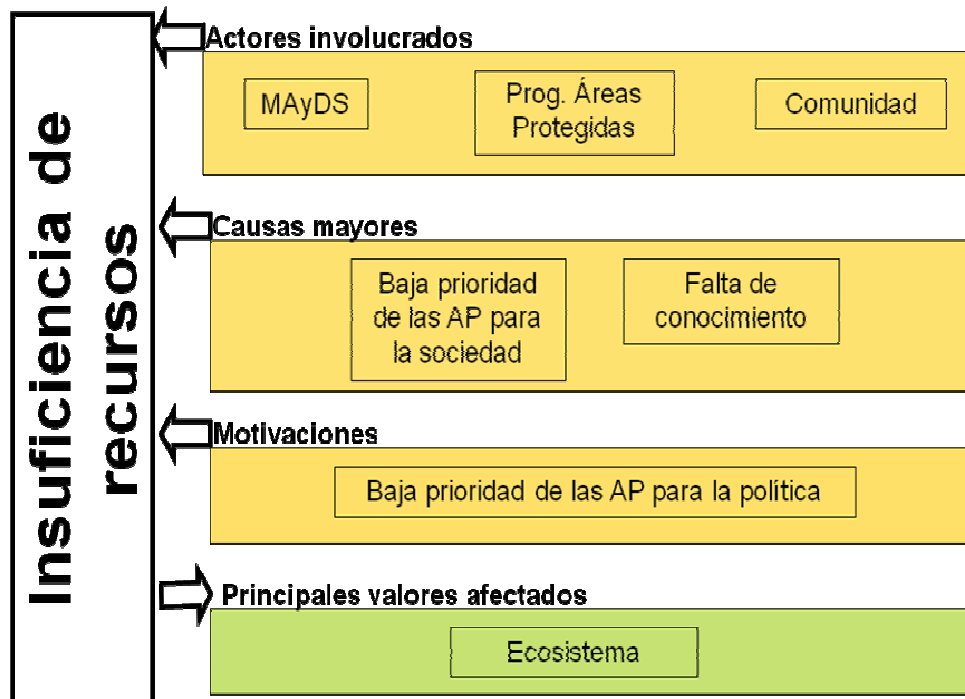 Insuficiencia de
recursos
Actores involucrados
MAyDS
Prog. Áreas
Protegidas
Comunidad
Causas mayores
Baja prioridad
de las AP para
la sociedad
Falta de
conocimiento
Motivaciones
Baja prioridad de las AP para la política
Principales valores afectados
Ecosistema